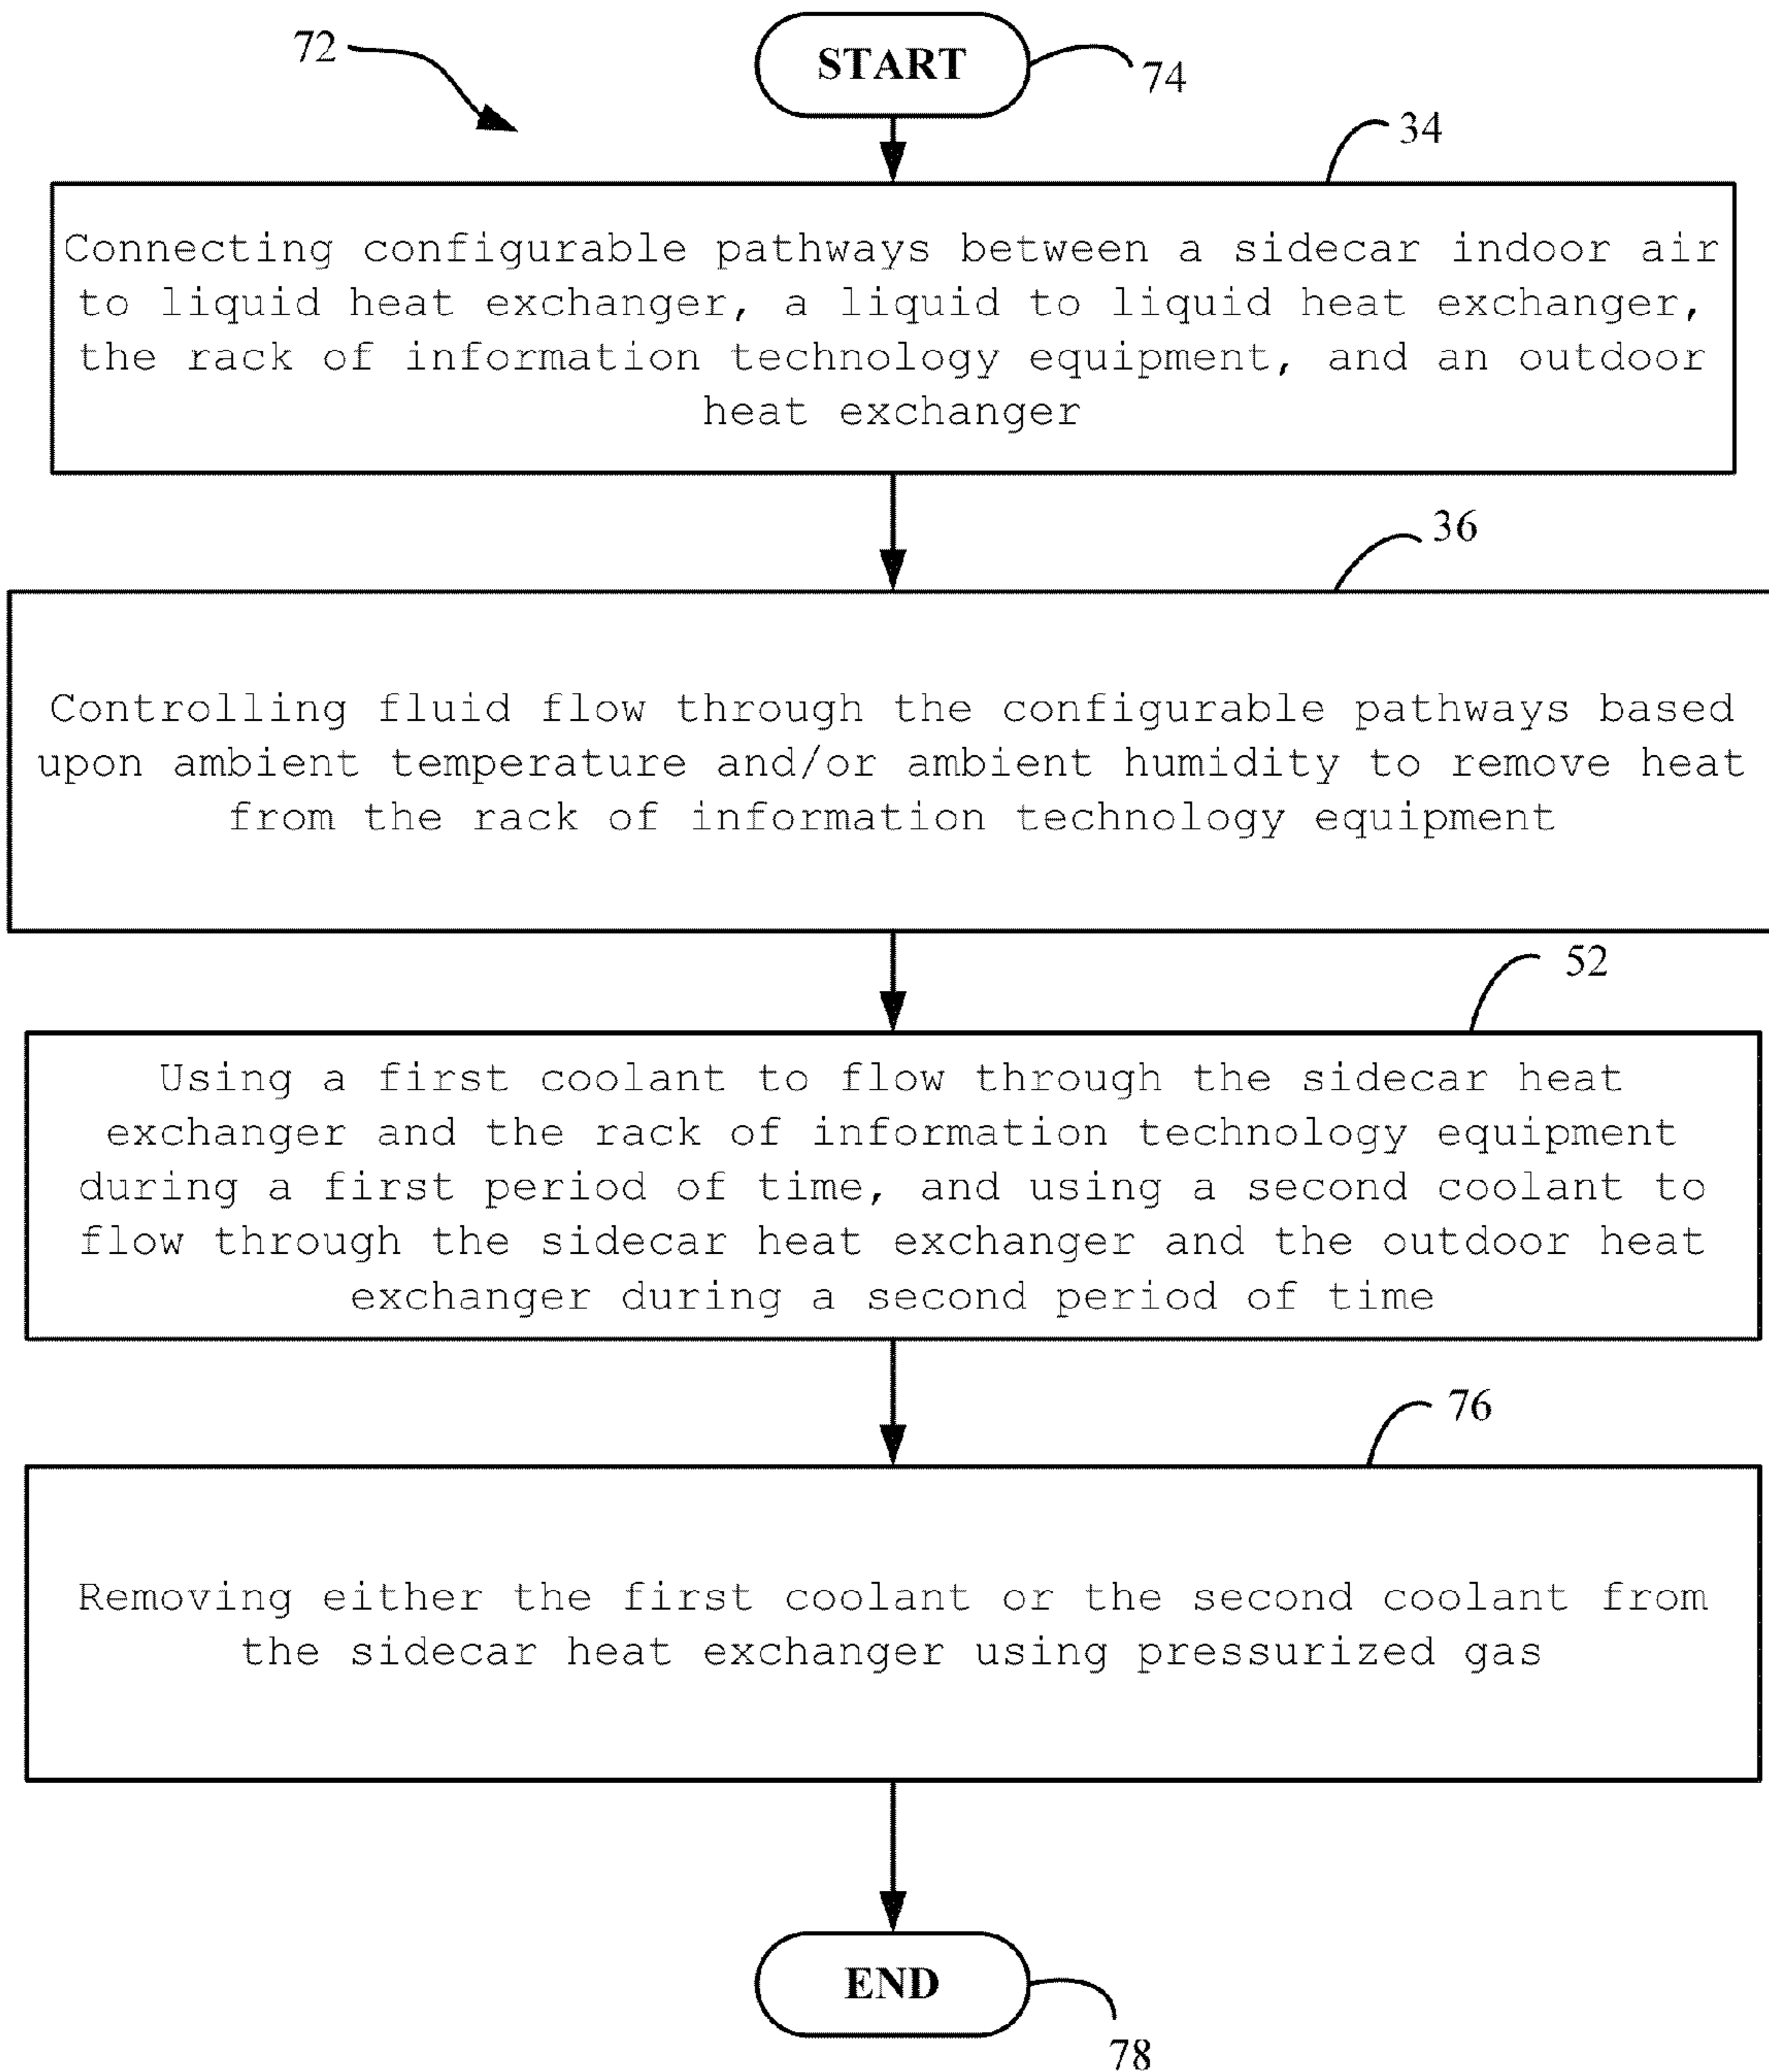 72
START
74
34
Connecting configurable pathways between a sidecar indoor air
to liquid heat exchanger, a liquid to liquid heat exchanger,
the rack of information technology equipment, and an outdoor
heat exchanger
36
Controlling fluid flow through the configurable pathways based
upon ambient temperature and/or ambient humidity to remove heat
from the rack of information technology equipment
52
Using a first coolant to flow through the sidecar heat
exchanger and the rack of information technology equipment
during a first period of time, and using a second coolant to
flow through the sidecar heat exchanger and the outdoor heat
exchanger during a second period of time
76
Removing either the first coolant or the second coolant from
the sidecar heat exchanger using pressurized gas
END
78